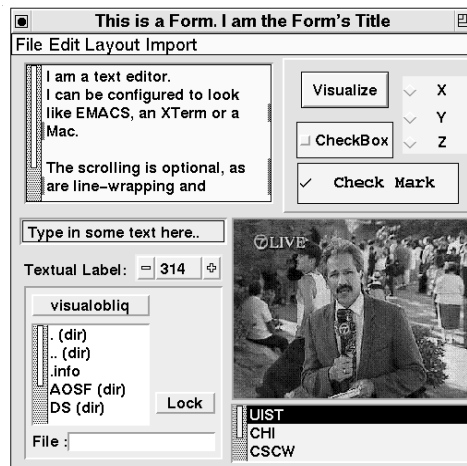 This is a Form. I am the Form's Title
File Edit Layout Import
I am a text editor.
I can be configured to look
like EMACS, an XTerm or a
Mac.
The scrolling is optional, as
are line-wrapping and
Visualize
X
Y
Z
CheckBox
Check Mark
Type in some text here..
Textual Label: 314
visualobliq
. (dir)
.. (dir)
.info
AOSF (dir)
DS (dir)
Lock
File :
7 LIVE
7
UIST
CHI
CSCW